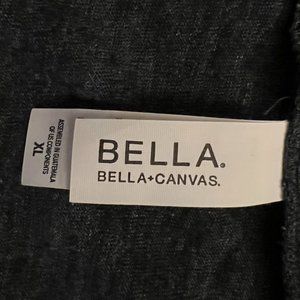 BELLA.
BELLA+CANVAS.
ASSEMBLED IN GUATEMALA
OF US COMPONENTS
XL